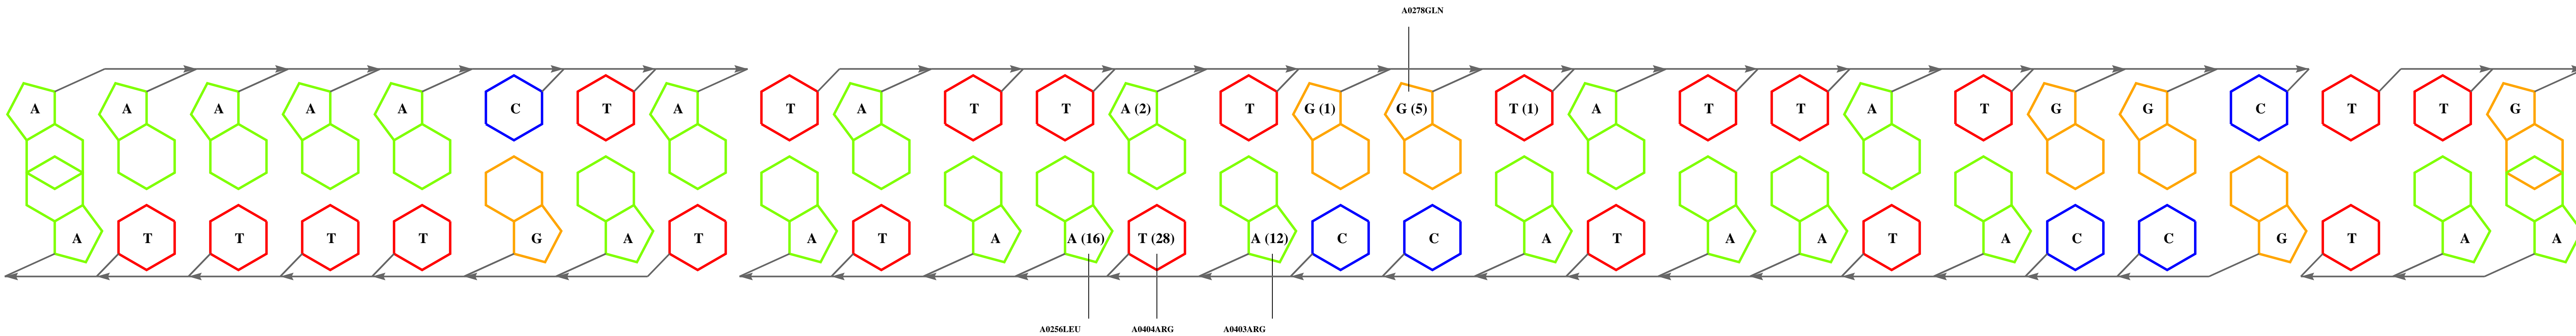 A0278GLN
A A A A A C T A T A T T A (2) T G (1) G (5) T (1) A T T A T G G C T T G
A T T T T G A T A T A A (16) T (28) A (12) C C A T A A T A C C G T A A
A0256LEU A0404ARG A0403ARG